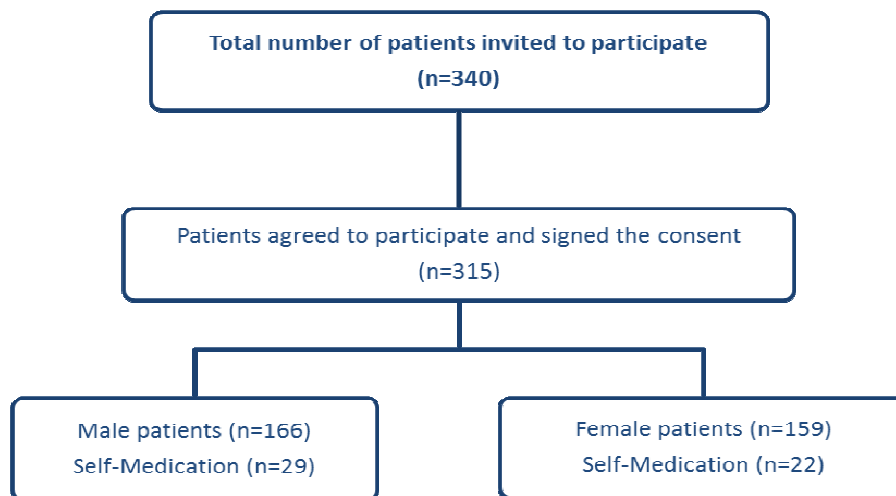 Total number of patients invited to participate
(n=340)
Patients agreed to participate and signed the consent
(n=315)
Male patients (n=166)
Self-Medication (n=29)
Female patients (n=159)
Self-Medication (n=22)